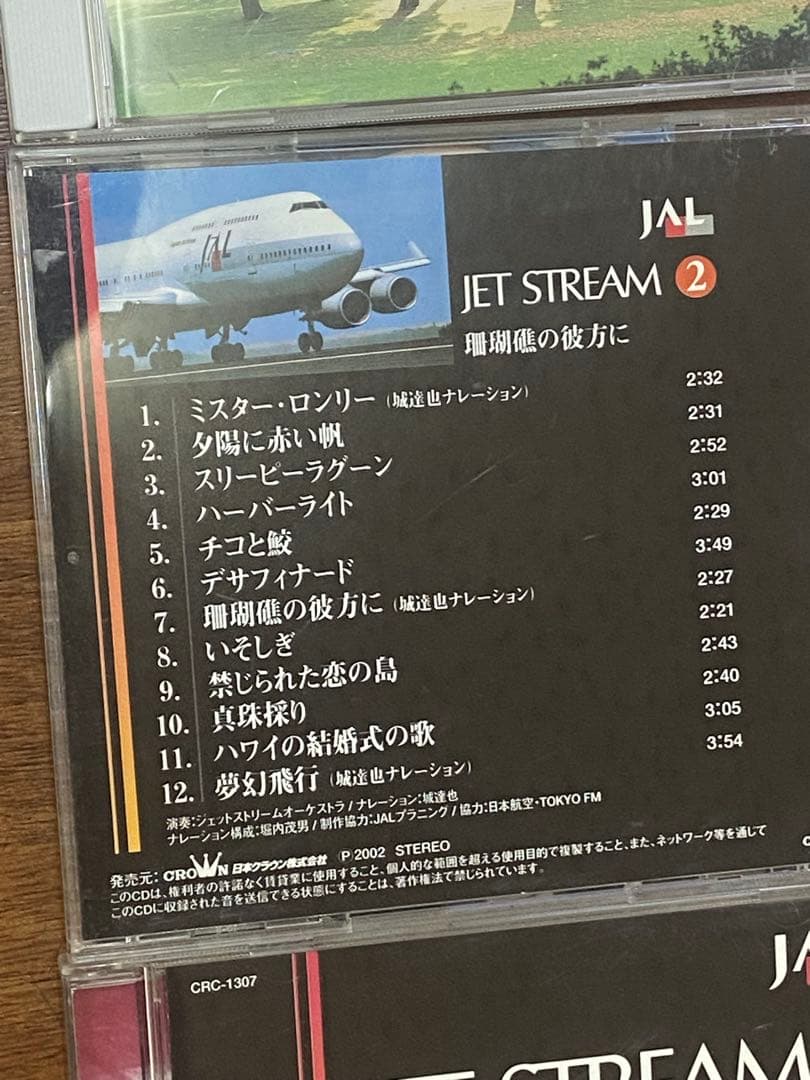 JAL
JAL
JET STREAM 2
珊瑚礁の彼方に
1. ミスター・ロンリー (城達也ナレーション) 2:32
2. 夕陽に赤い帆 2:31
3. スリーピーラグーン 2:52
4. ハーバーライト 3:01
5. チコと鮫 2:29
6. デサフィナード 3:49
7. 珊瑚礁の彼方に (城達也ナレーション) 2:27
8. いそしぎ 2:21
9. 禁じられた恋の島 2:43
10. 真珠採り 2:40
11. ハワイの結婚式の歌 3:05
12. 夢幻飛行 (城達也ナレーション) 3:54
演奏:ジェットストリームオーケストラ / ナレーション:城達也
ナレーション構成:堀内茂男 / 制作協力:JALプラニング / 協力:日本航空・TOKYO FM
発売元: CROWN 日本クラウン株式会社 Ⓟ2002 STEREO
このCDは、権利者の許諾なく賃貸業に使用すること、個人的な範囲を超える使用目的で複製すること、また、ネットワーク等を通じて
このCDに収録された音を送信できる状態にすることは、著作権法で禁じられています。
CRC-1307
STREAM